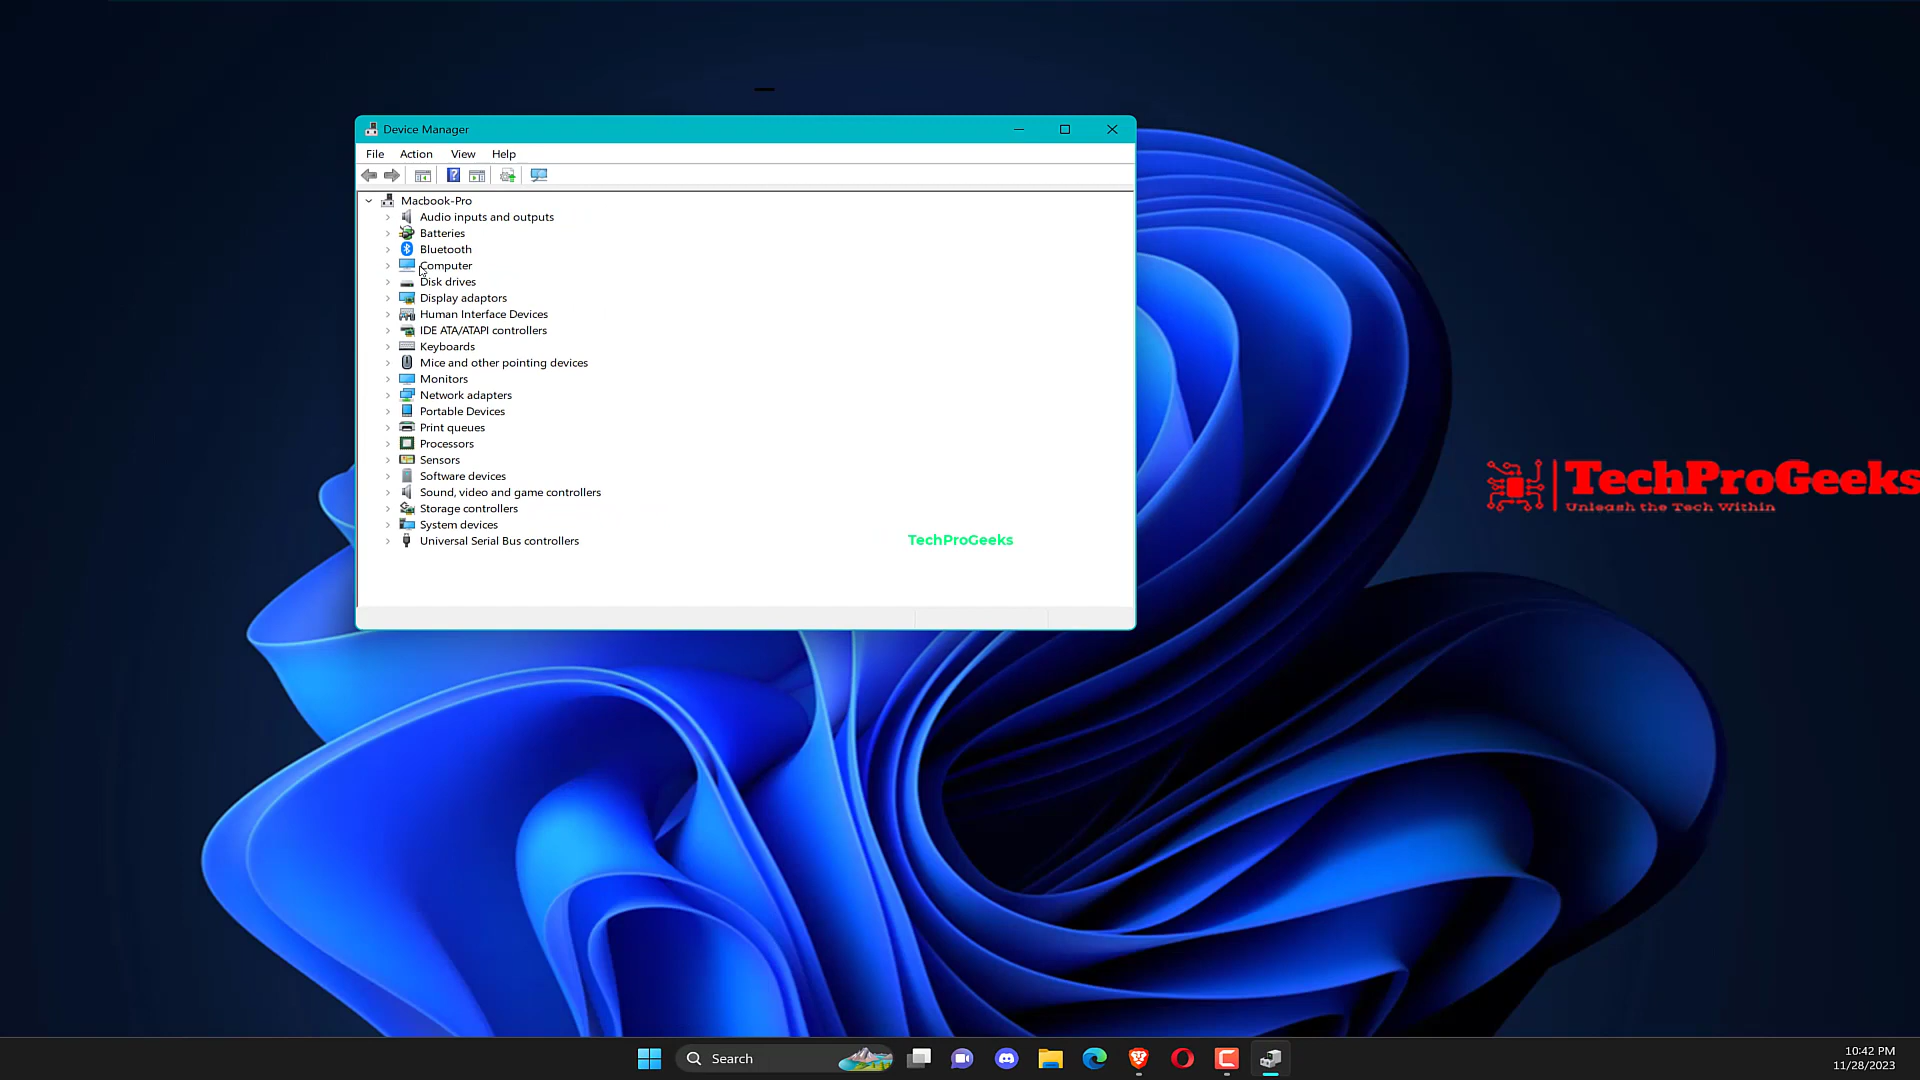 Device Manager
File Action View Help
Macbook-Pro
Audio inputs and outputs
Batteries
Bluetooth
Computer
Disk drives
Display adaptors
Human Interface Devices
IDE ATA/ATAPI controllers
Keyboards
Mice and other pointing devices
Monitors
Network adapters
Portable Devices
Print queues
Processors
Sensors
Software devices
Sound, video and game controllers
Storage controllers
System devices
Universal Serial Bus controllers
TechProGeeks
TechProGeeks
Unleash the Tech Within
Search
10:42 PM
11/28/2023